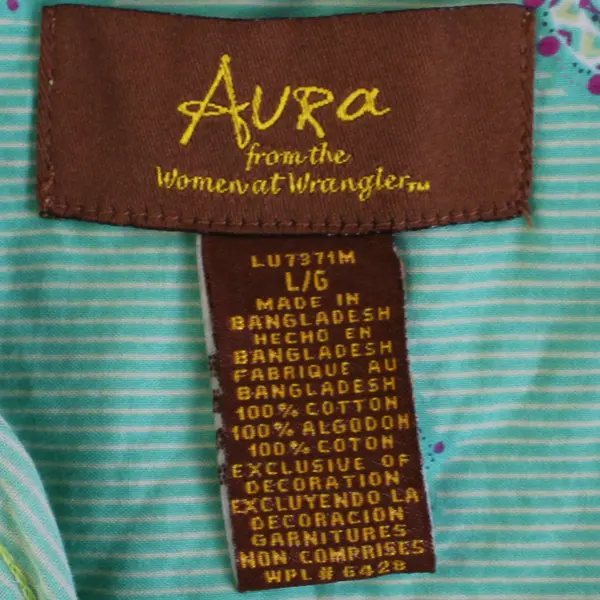 Aura
from the
Women at Wrangler™
LU7371M
L/G
MADE IN
BANGLADESH
HECHO EN
BANGLADESH
FABRIQUE AU
BANGLADESH
100% COTTON
100% ALGODON
100% COTON
EXCLUSIVE OF
DECORATION
EXCLUYENDO LA
DECORACION
GARNITURES
NON COMPRISES
WPL # 6428